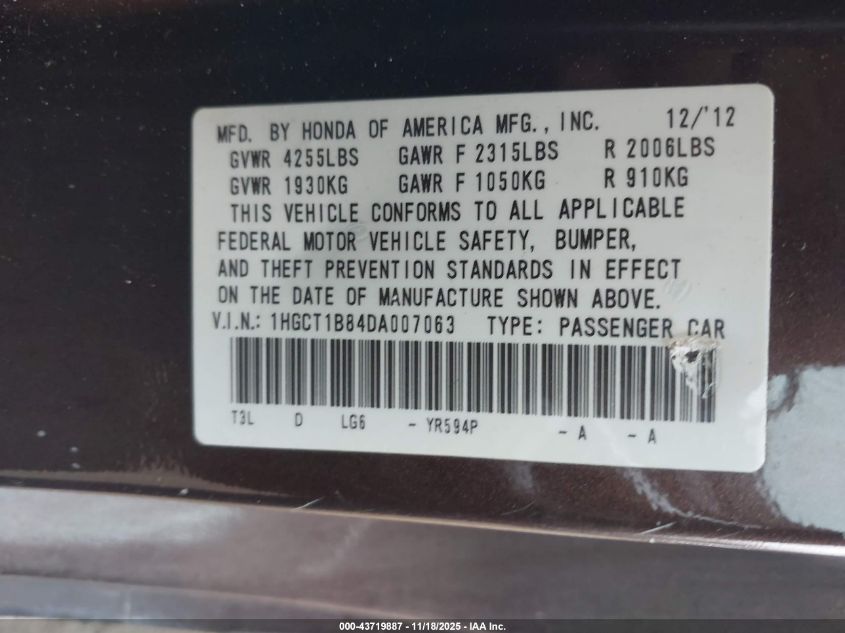 MFD. BY HONDA OF AMERICA MFG., INC. 12/'12
GVWR 4255LBS GAWR F 2315LBS R 2006LBS
GVWR 1930KG GAWR F 1050KG R 910KG
THIS VEHICLE CONFORMS TO ALL APPLICABLE
FEDERAL MOTOR VEHICLE SAFETY, BUMPER,
AND THEFT PREVENTION STANDARDS IN EFFECT
ON THE DATE OF MANUFACTURE SHOWN ABOVE.
V.I.N.: 1HGCT1B84DA007063 TYPE: PASSENGER CAR
T3L D LG6 - YR594P - A - A
000-43719887 - 11/18/2025 - IAA Inc.